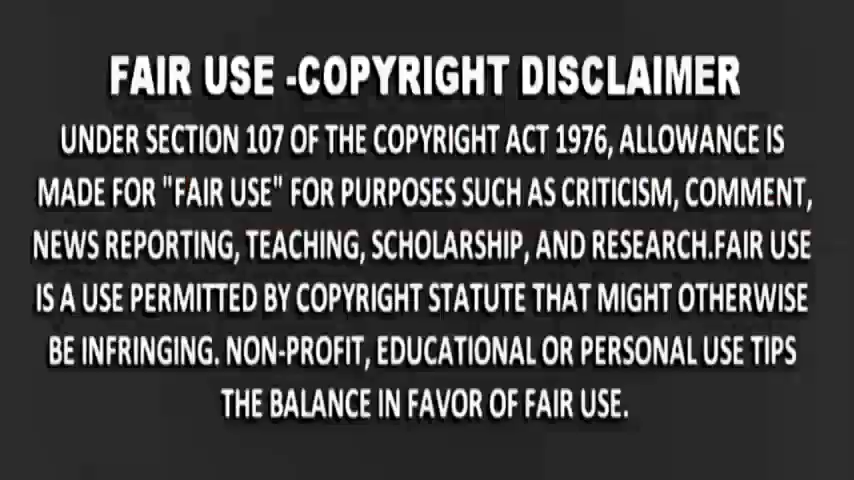 FAIR USE -COPYRIGHT DISCLAIMER
UNDER SECTION 107 OF THE COPYRIGHT ACT 1976, ALLOWANCE IS
MADE FOR "FAIR USE" FOR PURPOSES SUCH AS CRITICISM, COMMENT,
NEWS REPORTING, TEACHING, SCHOLARSHIP, AND RESEARCH.FAIR USE
IS A USE PERMITTED BY COPYRIGHT STATUTE THAT MIGHT OTHERWISE
BE INFRINGING. NON-PROFIT, EDUCATIONAL OR PERSONAL USE TIPS
THE BALANCE IN FAVOR OF FAIR USE.